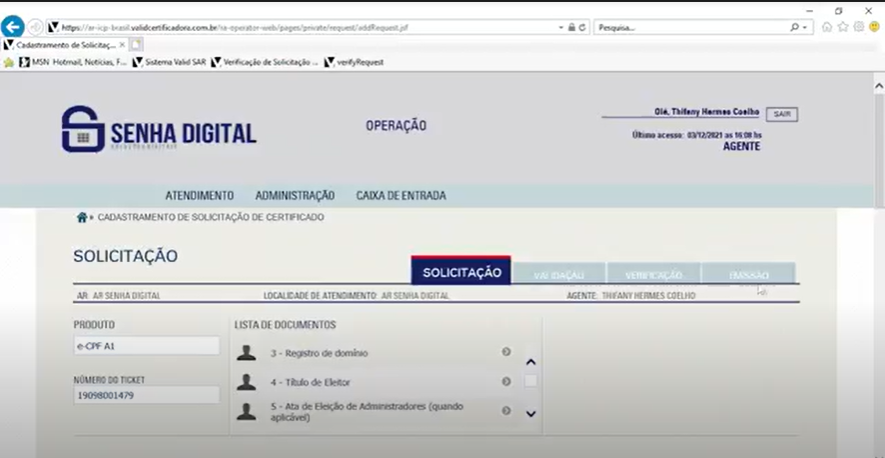 https://ar-icp-brasil.validcertificadora.com.br/ra-operator-web/pages/private/request/addRequest.jsf
Pesquisa...
Cadastramento de Solicitaç...
MSN Hotmail, Notícias, F... Sistema Valid SAR Verificação de Solicitação ... verifyRequest
SENHA DIGITAL
SOLUÇÕES DIGITAIS
OPERAÇÃO
Olá, Thifany Hermes Coelho SAIR
Último acesso: 03/12/2021 as 16:08 hs
AGENTE
ATENDIMENTO ADMINISTRAÇÃO CAIXA DE ENTRADA
» CADASTRAMENTO DE SOLICITAÇÃO DE CERTIFICADO
SOLICITAÇÃO
SOLICITAÇÃO VALIDAÇÃO VERIFICAÇÃO EMISSÃO
AR: AR SENHA DIGITAL LOCALIDADE DE ATENDIMENTO: AR SENHA DIGITAL AGENTE: THIFANY HERMES COELHO
PRODUTO
e-CPF A1
NÚMERO DO TICKET
19098001479
LISTA DE DOCUMENTOS
3 - Registro de domínio
4 - Título de Eleitor
5 - Ata de Eleição de Administradores (quando
aplicável)